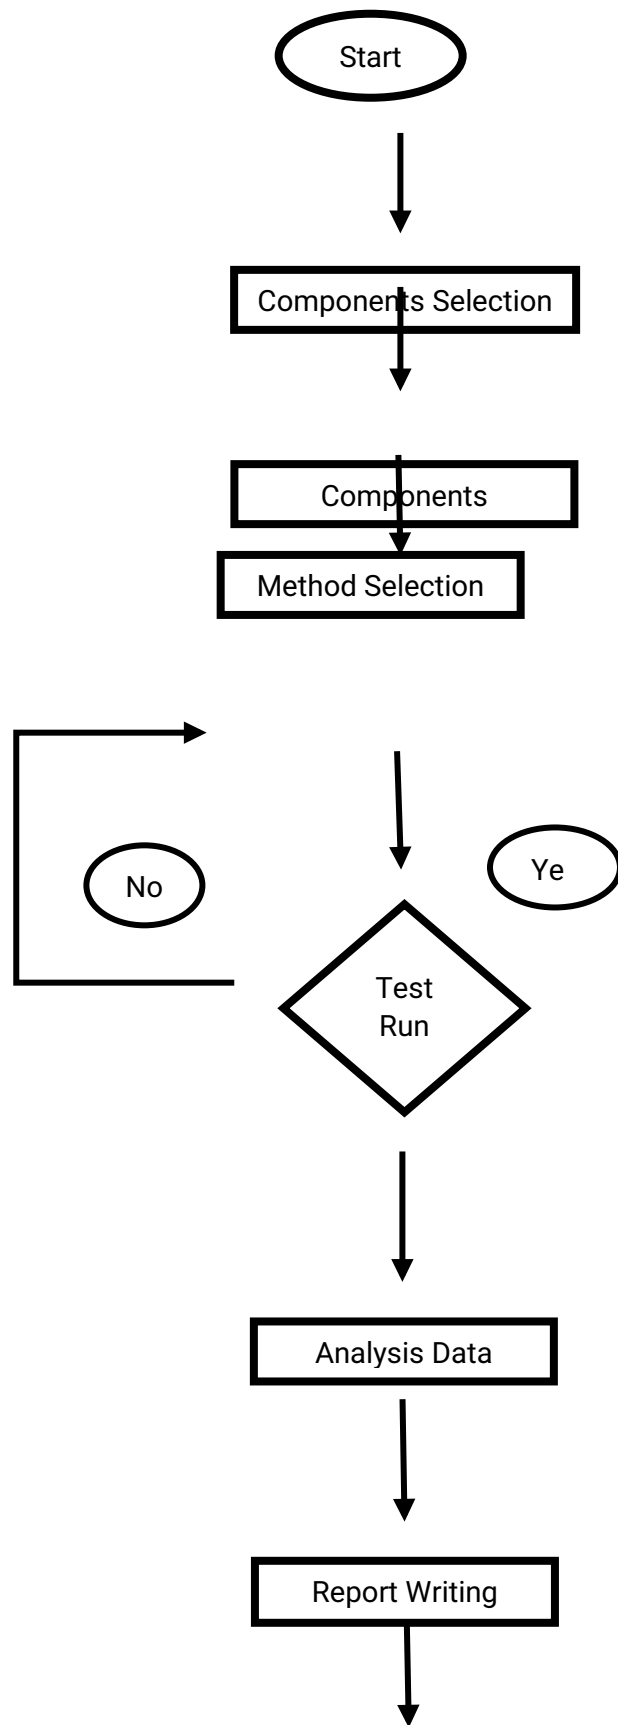 Start
Components Selection
Components
Method Selection
No
Ye
Test
Run
Analysis Data
Report Writing